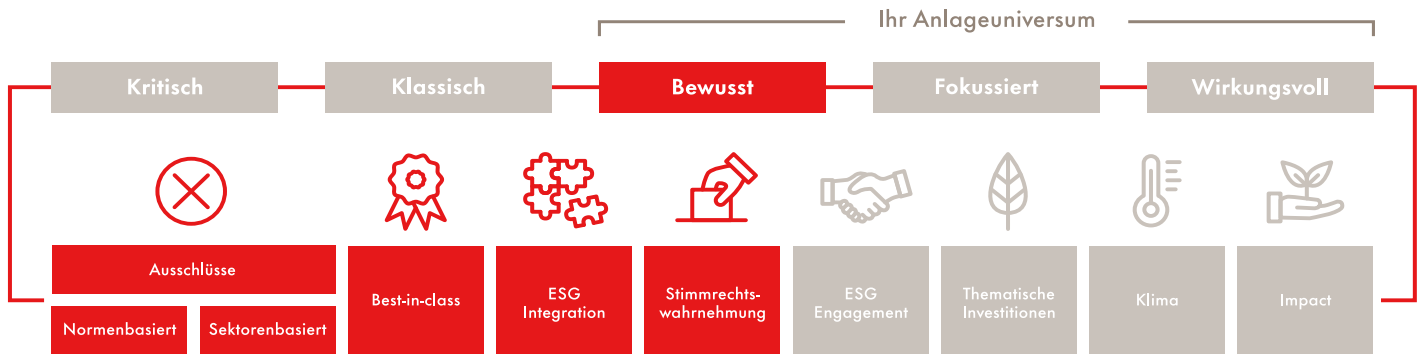 Ihr Anlageuniversum
Kritisch
Klassisch
Bewusst
Fokussiert
Wirkungsvoll
Ausschlüsse
Normenbasiert
Sektorenbasiert
Best-in-class
ESG
Integration
Stimmrechts-
wahrnehmung
ESG
Engagement
Thematische
Investitionen
Klima
Impact